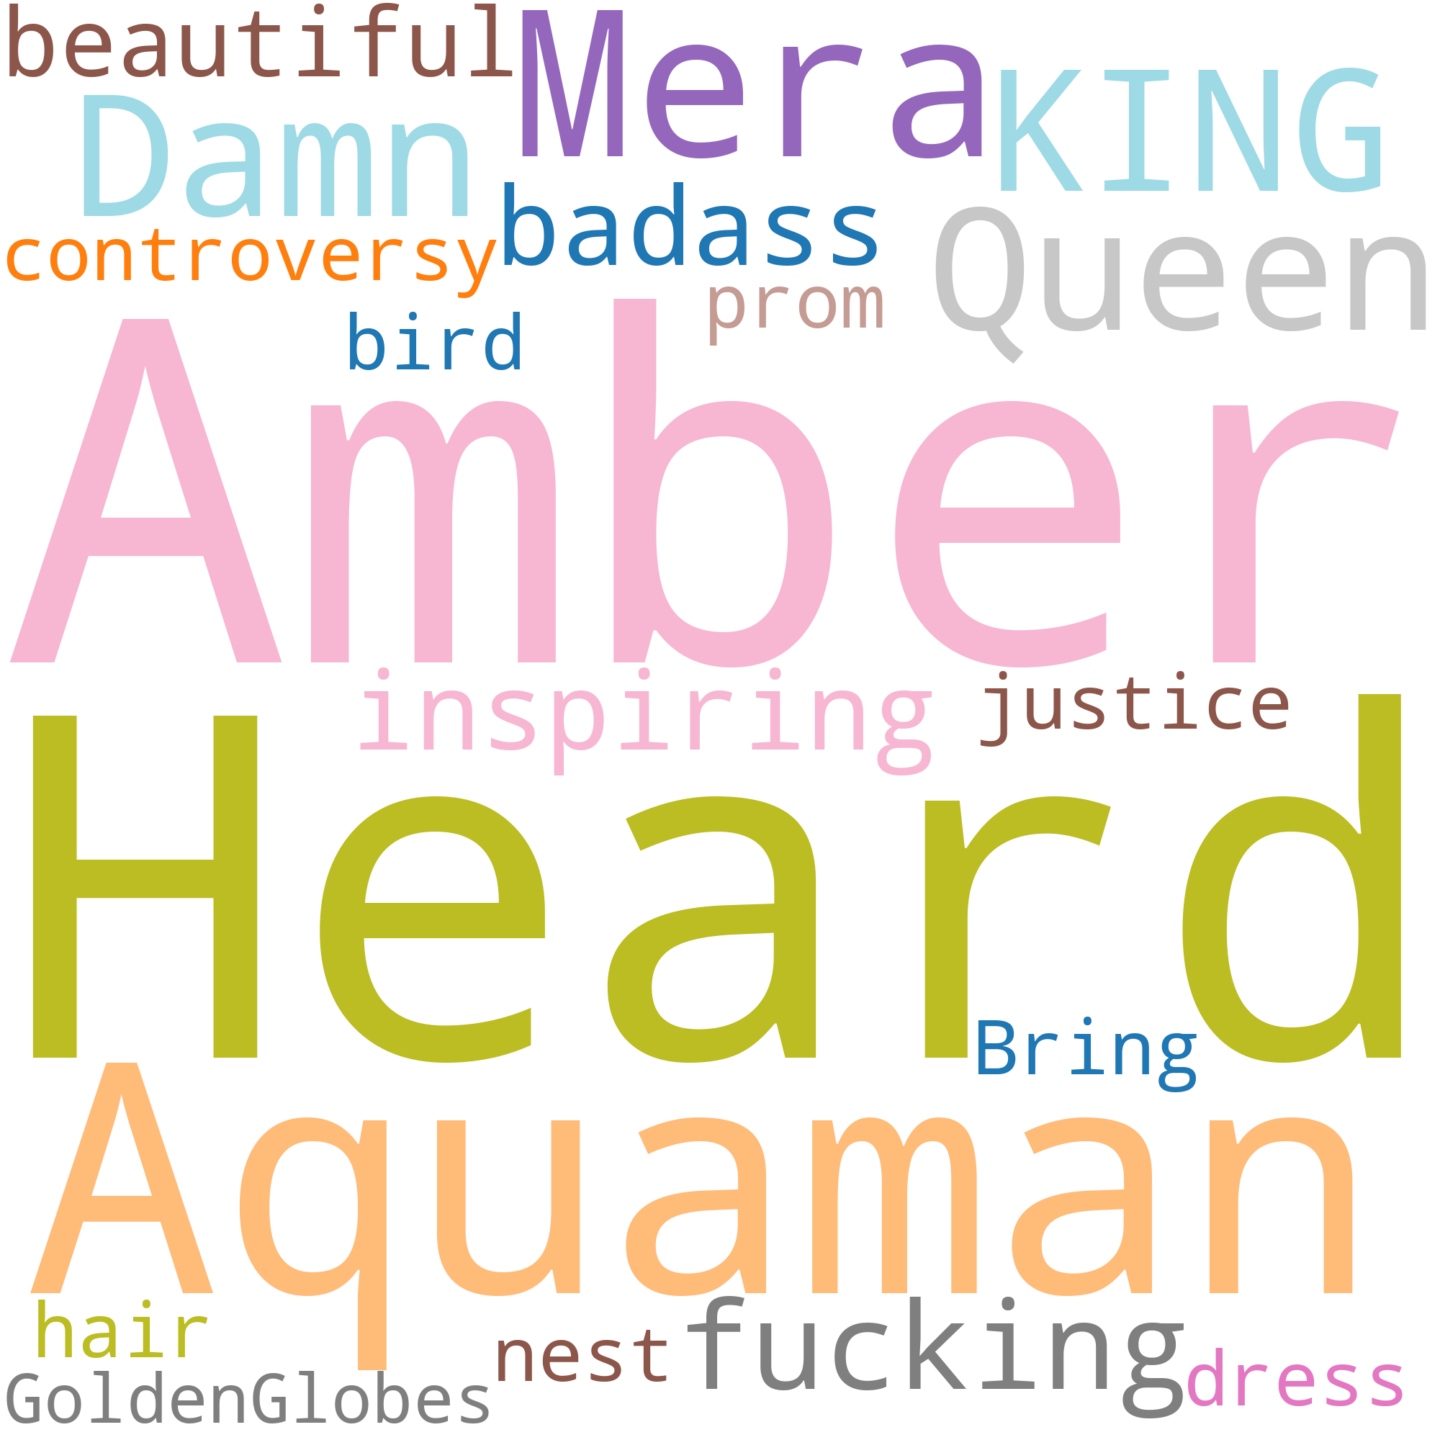 beautiful
Mera
KING
Damn
badass
Queen
controversy
prom
bird
Amber
inspiring
justice
Heard
Bring
Aquaman
hair
nest
fucking
dress
GoldenGlobes